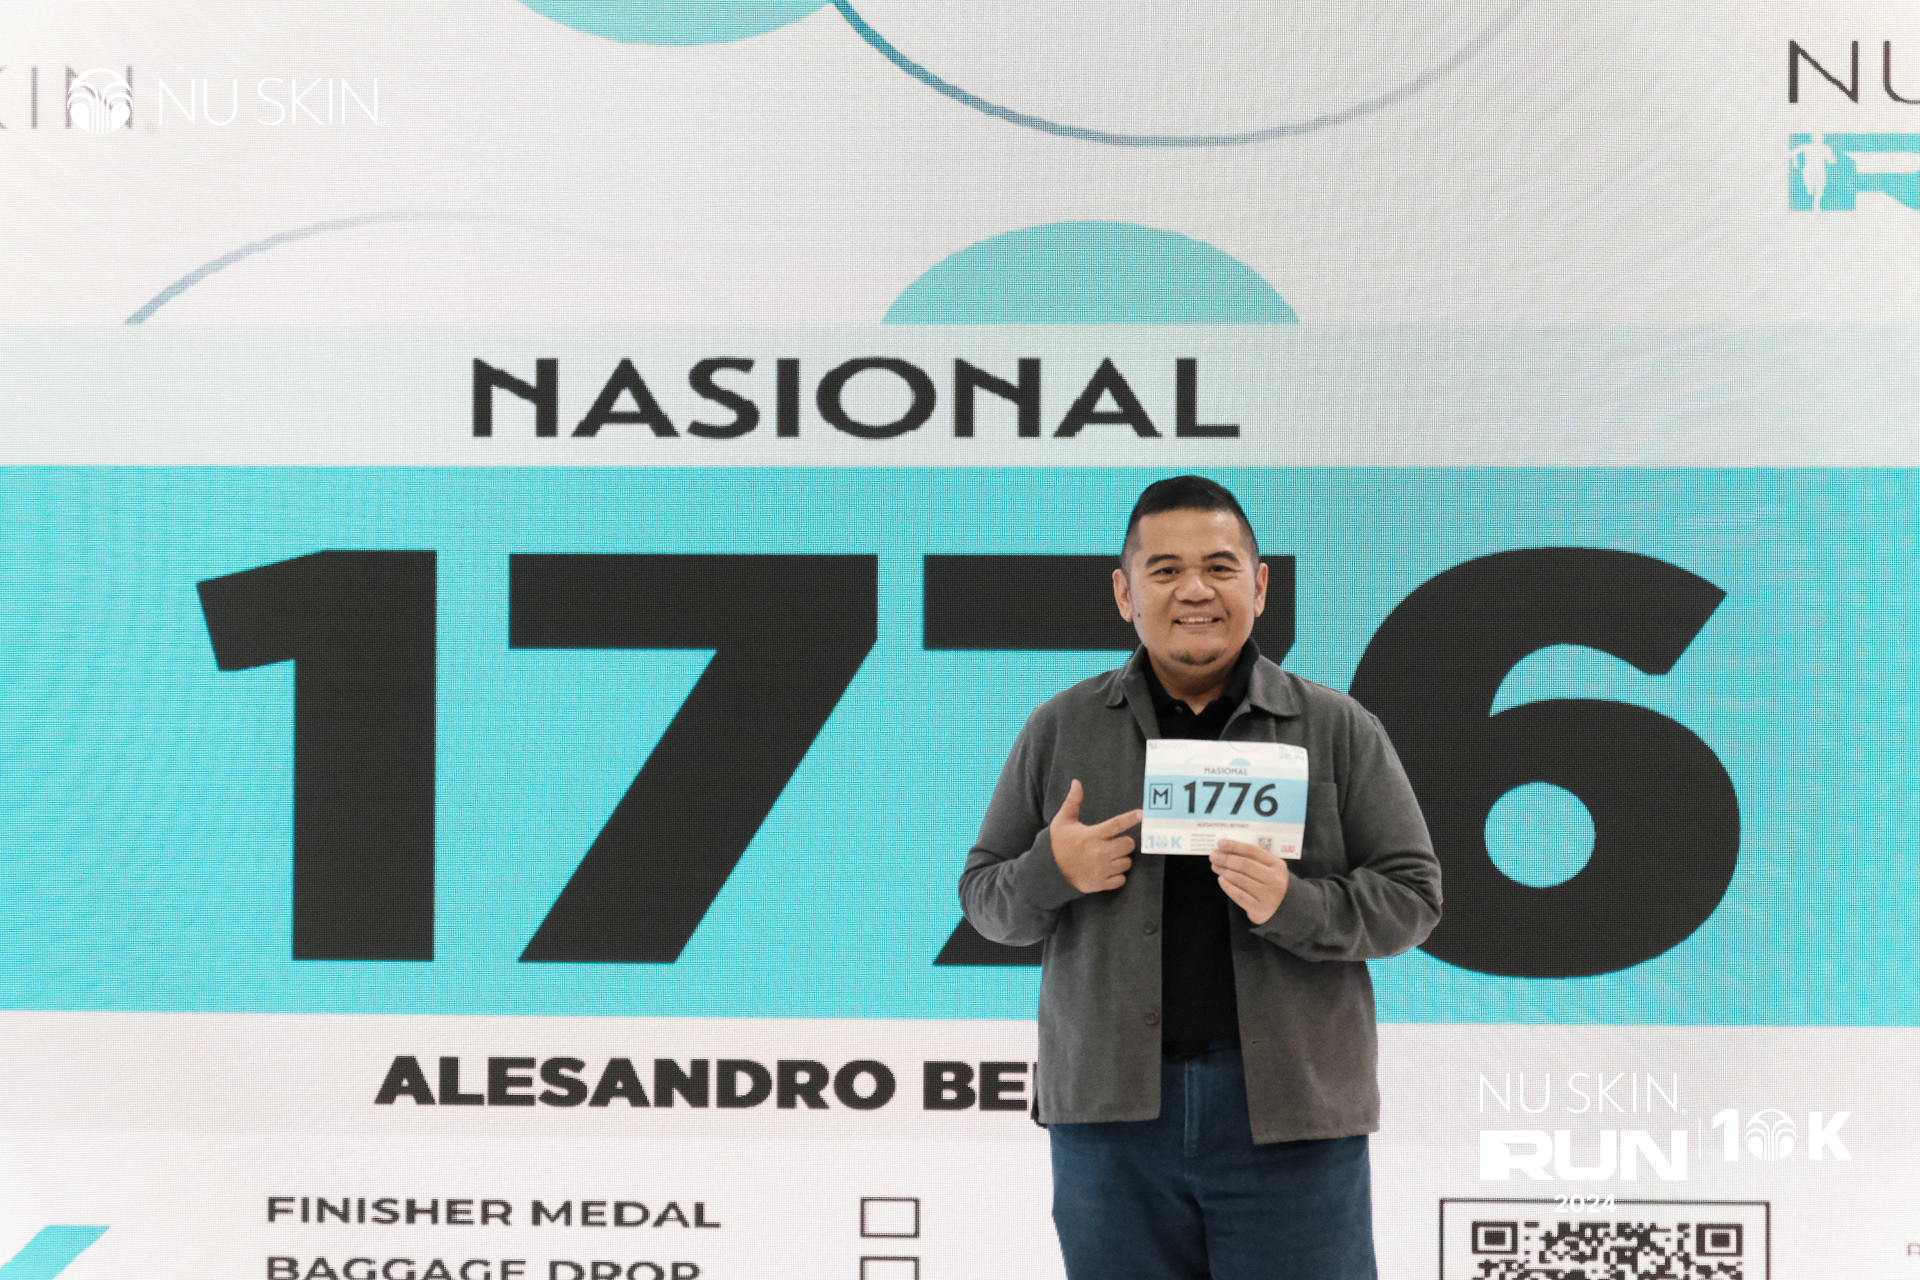 KIN
NU SKIN
NU
NASIONAL
1776
NASIONAL
M 1776
10K
ALESANDRO BE
NU SKIN
RUN 10K
2024
FINISHER MEDAL
BAGGAGE DROP